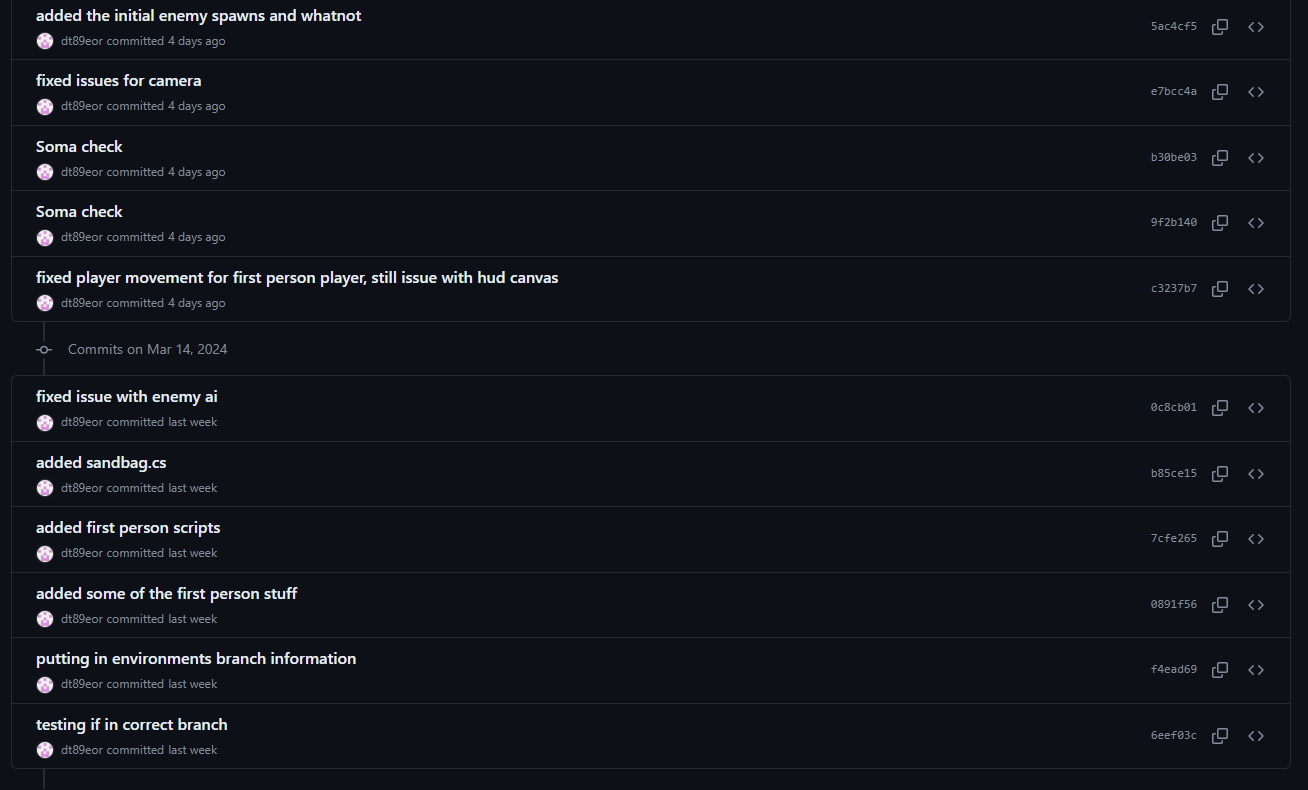 added the initial enemy spawns and whatnot
dt89eor committed 4 days ago
5ac4cf5
fixed issues for camera
dt89eor committed 4 days ago
e7bcc4a
Soma check
dt89eor committed 4 days ago
b30be03
Soma check
dt89eor committed 4 days ago
9f2b140
fixed player movement for first person player, still issue with hud canvas
dt89eor committed 4 days ago
c3237b7
Commits on Mar 14, 2024
fixed issue with enemy ai
dt89eor committed last week
0c8cb01
added sandbag.cs
dt89eor committed last week
b85ce15
added first person scripts
dt89eor committed last week
7cfe265
added some of the first person stuff
dt89eor committed last week
0891f56
putting in environments branch information
dt89eor committed last week
f4ead69
testing if in correct branch
dt89eor committed last week
6eef03c